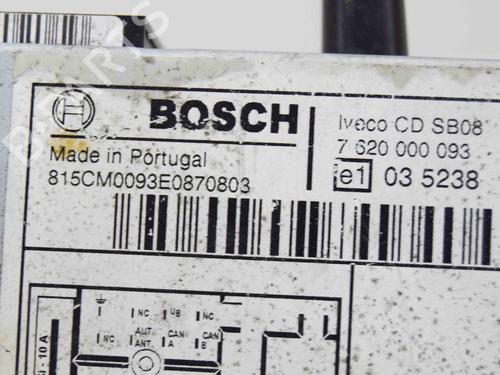 BOSCH
Iveco CD SB08
7 620 000 093
Made in Portugal
815CM0093E0870803
e1 03 5238
NC UB NC
NC AUT. ANT. CAN A CAN B
10 A